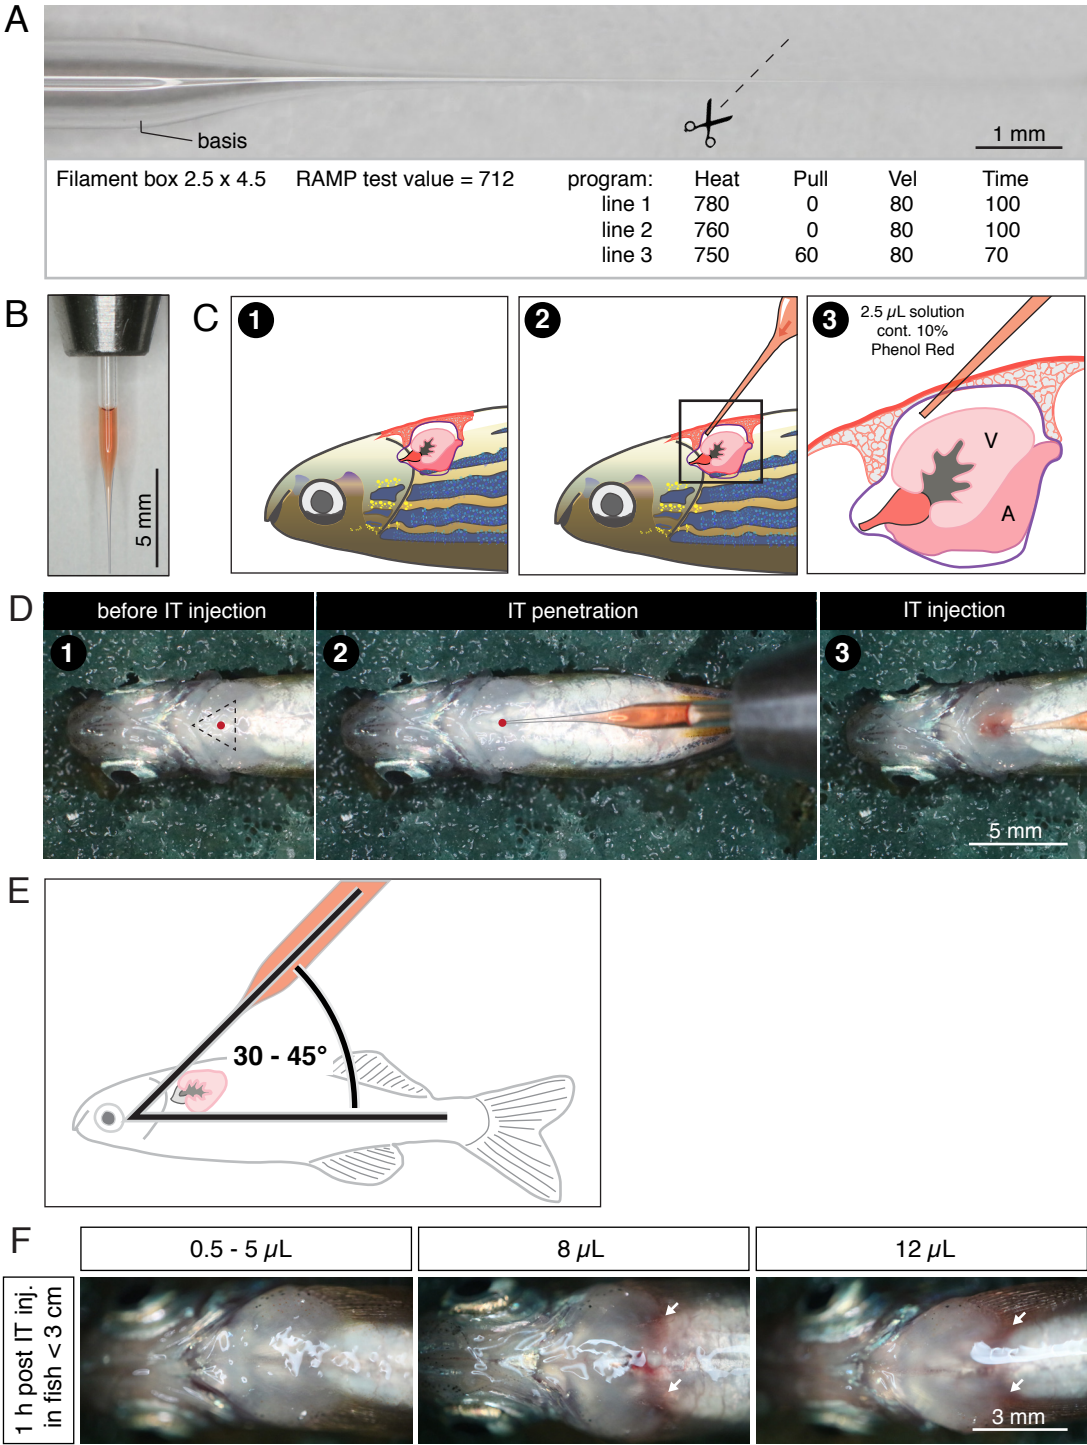 A
basis
1 mm
Filament box 2.5 x 4.5 RAMP test value = 712 program: Heat Pull Vel Time
line 1 780 0 80 100
line 2 760 0 80 100
line 3 750 60 80 70
B
5 mm
C
1
2
3
2.5 µL solution
cont. 10%
Phenol Red
V
A
D
before IT injection
IT penetration
IT injection
1
2
3
5 mm
E
30 - 45°
F
0.5 - 5 µL
8 µL
12 µL
1 h post IT inj.
in fish < 3 cm
3 mm